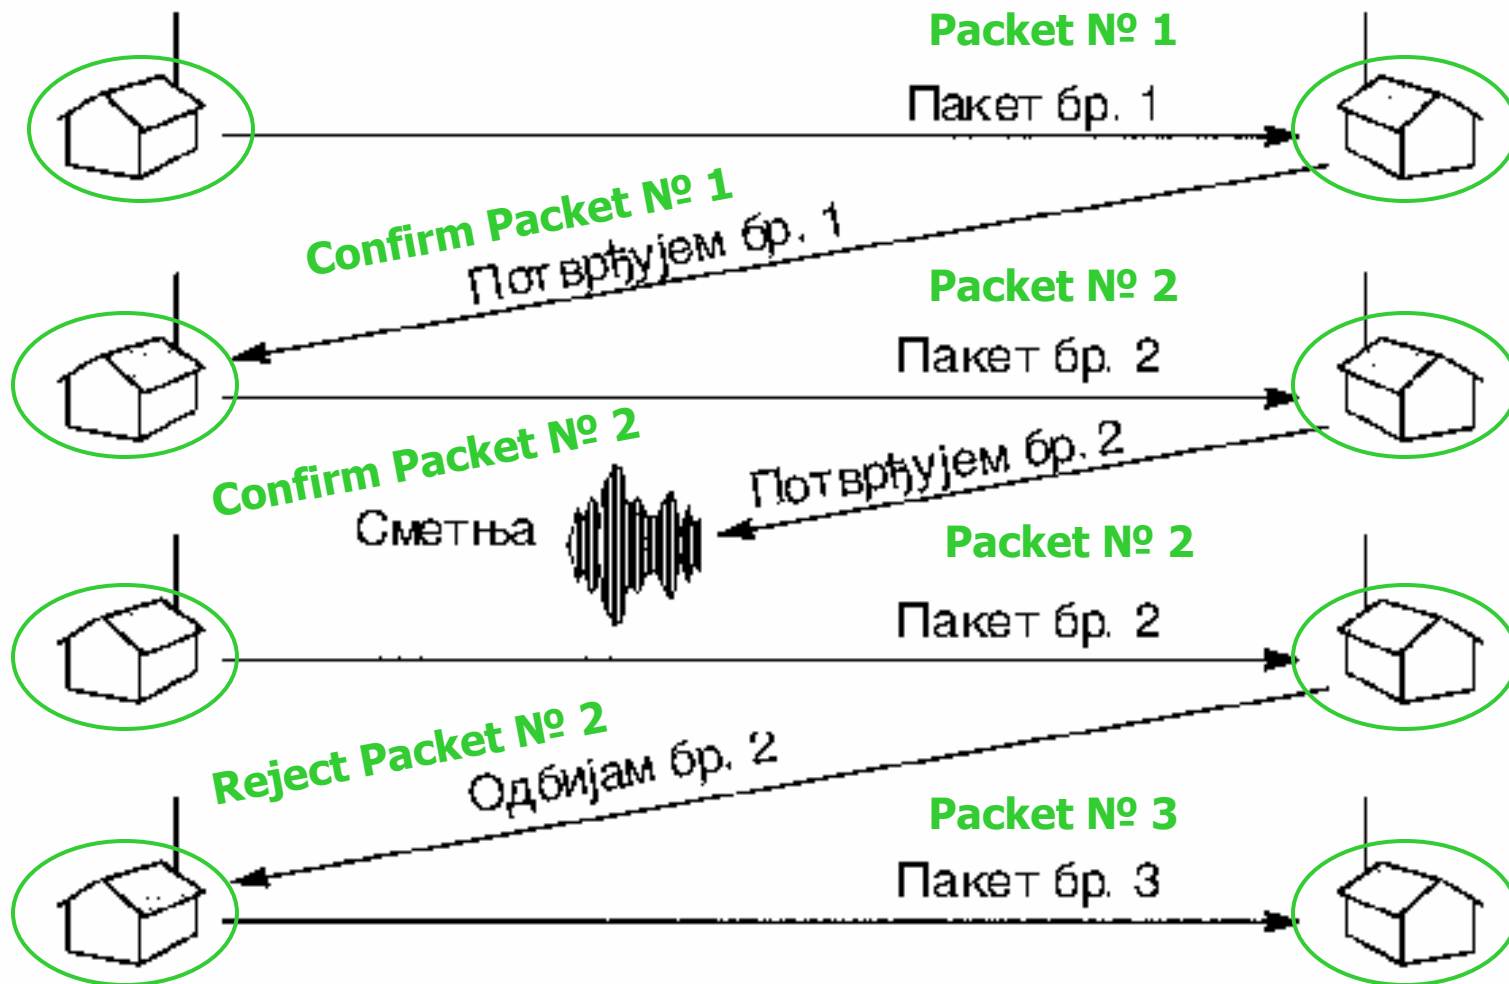 Packet № 1
Пакет бр. 1
Confirm Packet № 1
Потврђујем бр. 1
Packet № 2
Пакет бр. 2
Confirm Packet № 2
Потврђујем бр. 2
Сметња
Packet № 2
Пакет бр. 2
Reject Packet № 2
Одбијам бр. 2
Packet № 3
Пакет бр. 3